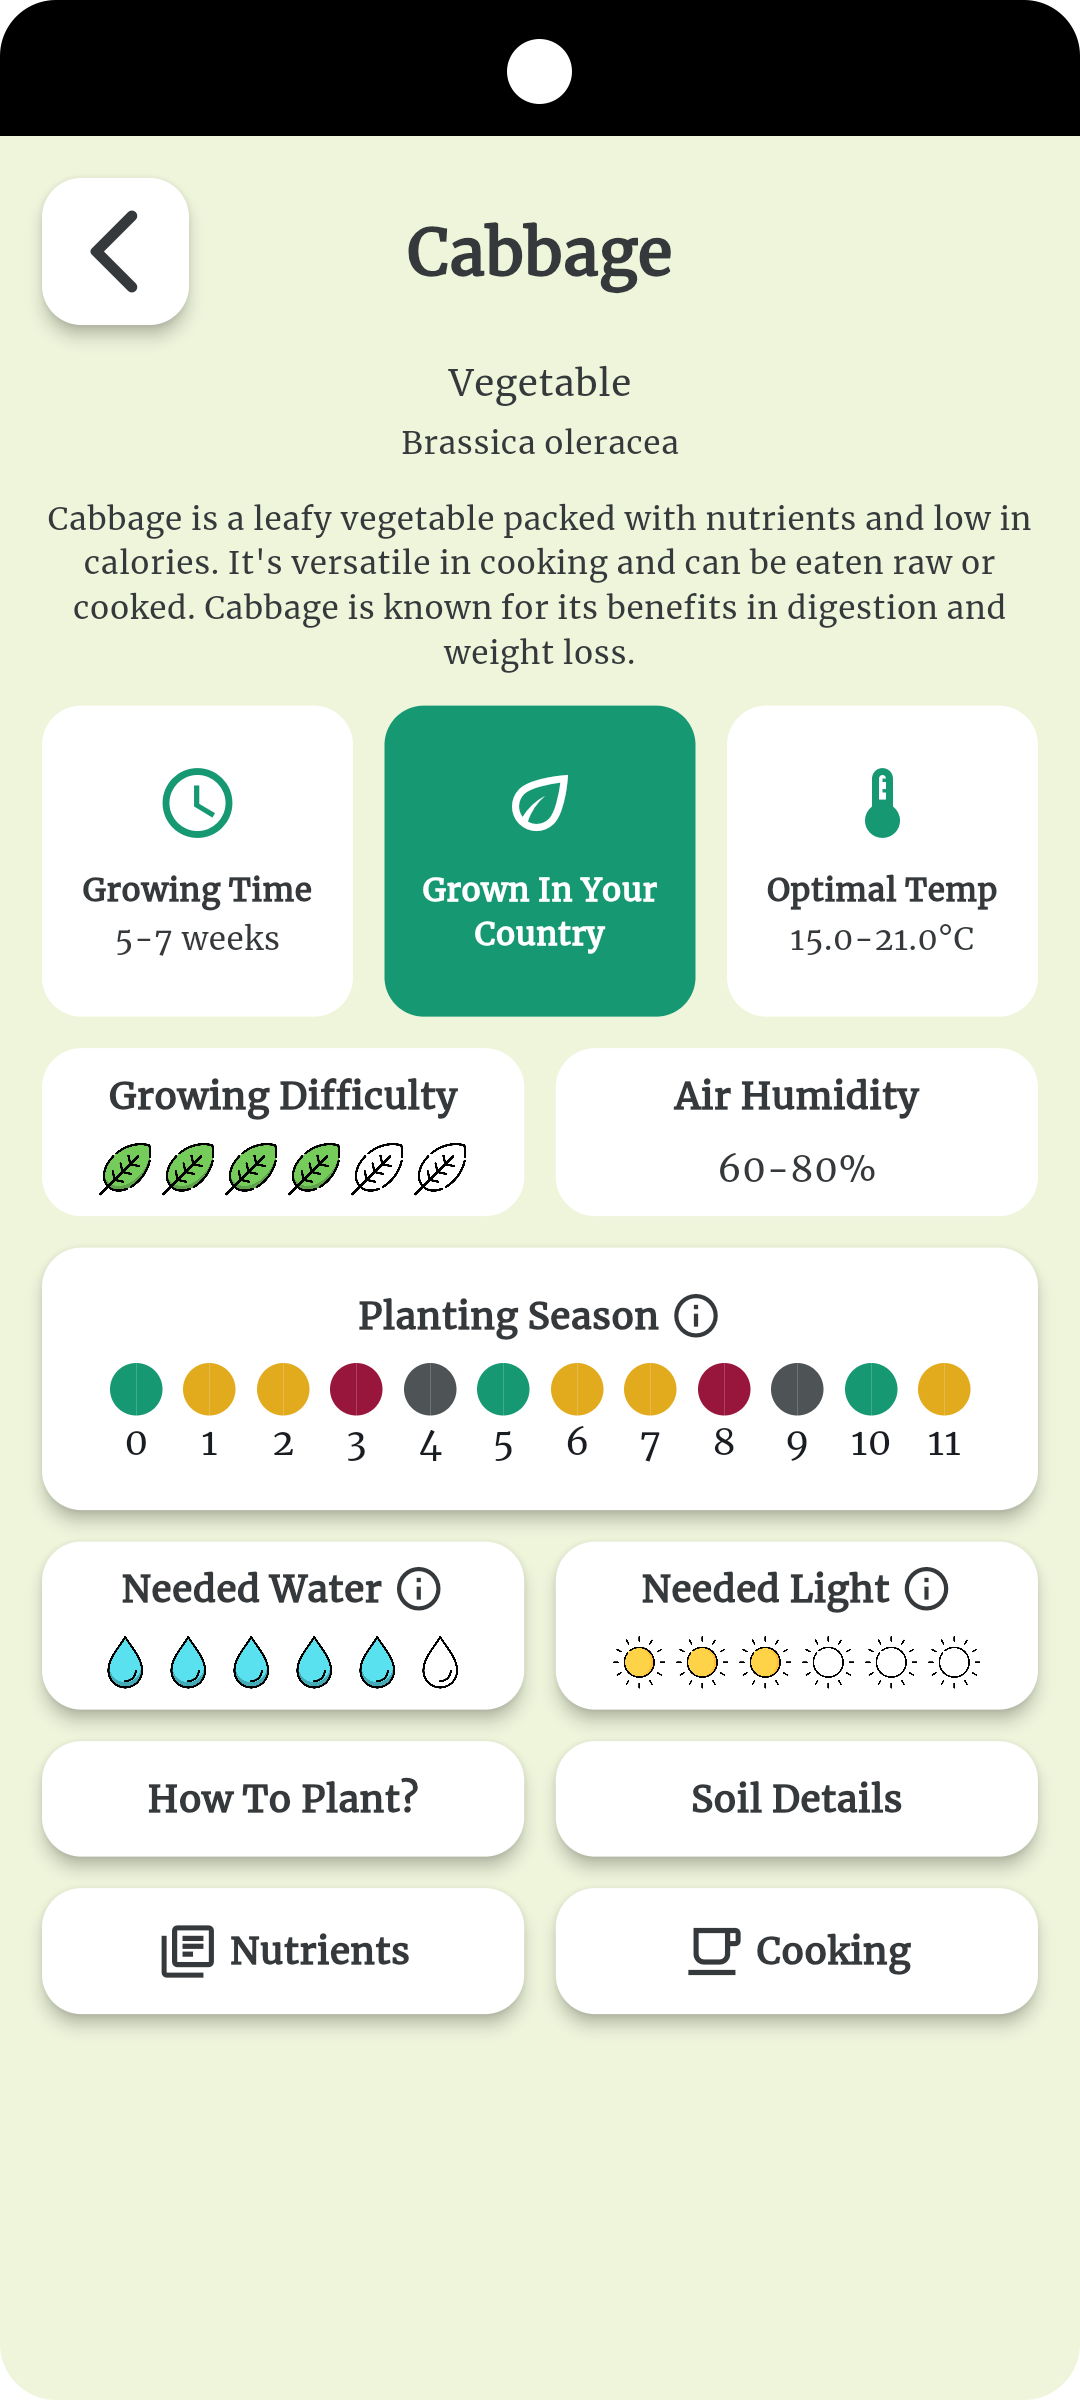 Cabbage
Vegetable
Brassica oleracea
Cabbage is a leafy vegetable packed with nutrients and low in
calories. It's versatile in cooking and can be eaten raw or
cooked. Cabbage is known for its benefits in digestion and
weight loss.
Growing Time
5-7 weeks
Grown In Your
Country
Optimal Temp
15.0-21.0°C
Growing Difficulty
Air Humidity
60-80%
Planting Season
0 1 2 3 4 5 6 7 8 9 10 11
Needed Water
Needed Light
How To Plant?
Soil Details
Nutrients
Cooking